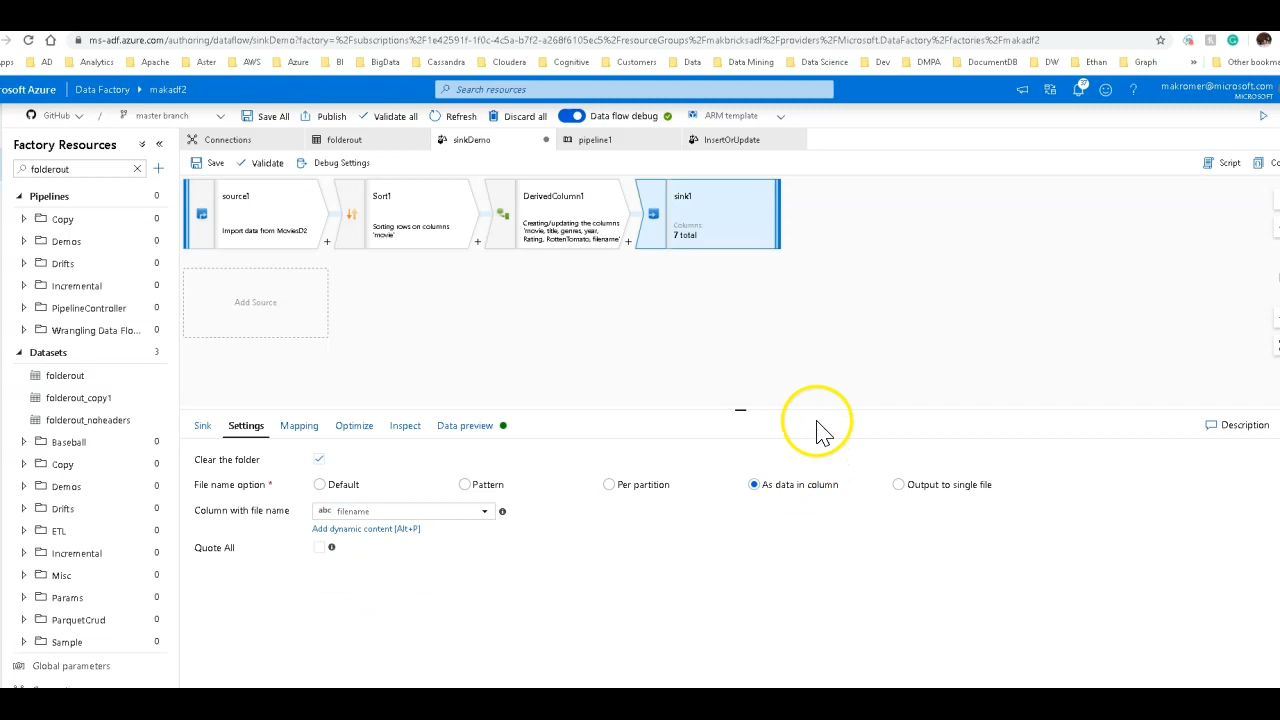 ms-adf.azure.com/authoring/dataflow/sinkDemo?factory=%2Fsubscriptions%2F1e42591f-1f0c-4c5a-b7f2-a268f6105ec5%2FresourceGroups%2Fmakbricksadf%2Fproviders%2FMicrosoft.DataFactory%2Ffactories%2Fmakadf2
pps AD Analytics Apache Aster AWS Azure BI BigData Cassandra Cloudera Cognitive Customers Data Data Mining Data Science Dev DMPA DocumentDB DW Ethan Graph » Other bookma
rosoft Azure Data Factory > makadf2 Search resources makromer@microsoft.com
MICROSOFT
GitHub master branch Save All Publish Validate all Refresh Discard all Data flow debug ARM template
Factory Resources Connections folderout sinkDemo pipeline1 InsertOrUpdate
folderout Save Validate Debug Settings Script Co
Pipelines 0
Copy 0
Demos 0
Drifts 0
Incremental 0
PipelineController 0
Wrangling Data Flo... 0
Datasets 3
folderout
folderout_copy1
folderout_noheaders
Baseball 0
Copy 0
Demos 0
Drifts 0
ETL 0
Incremental 0
Misc 0
Params 0
ParquetCrud 0
Sample 0
Global parameters
source1
Import data from MoviesD2
Sort1
Sorting rows on columns
'movie'
DerivedColumn1
Creating/updating the columns
'movie, title, genres, year,
Rating, RottenTomato, filename'
sink1
Columns:
7 total
Add Source
Sink Settings Mapping Optimize Inspect Data preview Description
Clear the folder
File name option * Default Pattern Per partition As data in column Output to single file
Column with file name abc filename
Add dynamic content [Alt+P]
Quote All